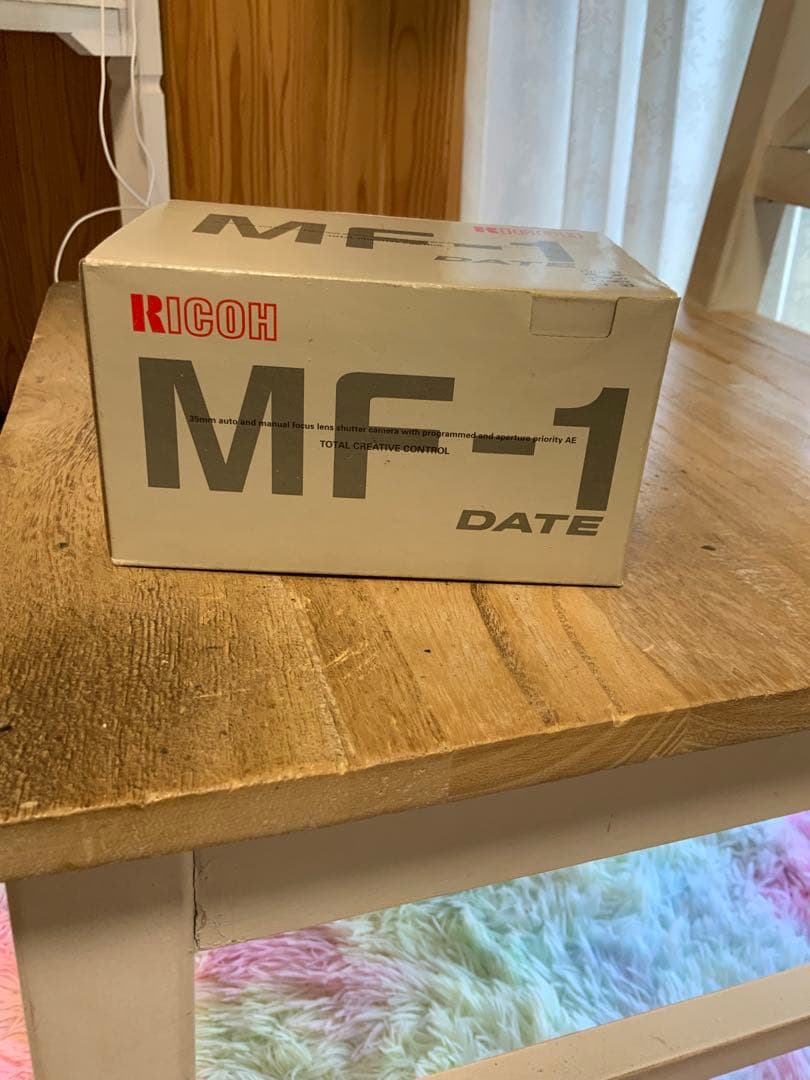 MF-1
RICOH
DATE
RICOH
MF-1
35mm auto and manual focus lens shutter camera with programmed and aperture priority AE
TOTAL CREATIVE CONTROL
DATE